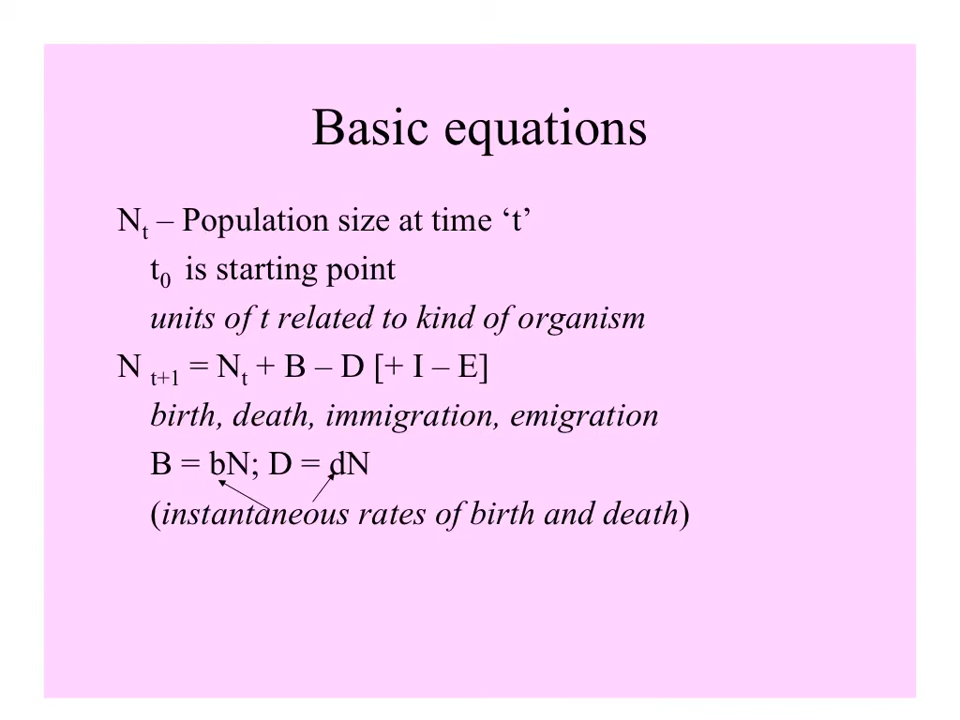 Basic equations
Nt – Population size at time ‘t’
t0 is starting point
units of t related to kind of organism
N t+1 = Nt + B – D [+ I – E]
birth, death, immigration, emigration
B = bN; D = dN
(instantaneous rates of birth and death)